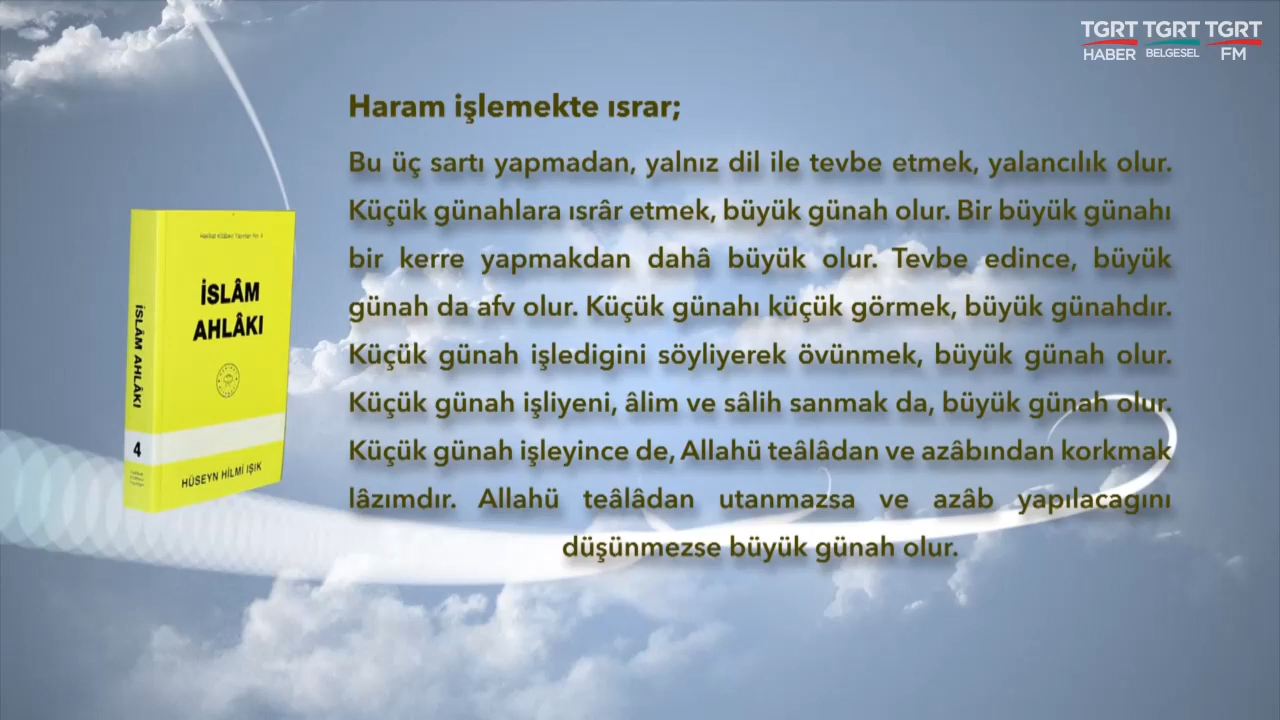 TGRT TGRT TGRT
HABER BELGESEL FM
Haram işlemekte ısrar;
Bu üç sartı yapmadan, yalnız dil ile tevbe etmek, yalancılık olur.
Küçük günahlara ısrâr etmek, büyük günah olur. Bir büyük günahı
bir kerre yapmakdan dahâ büyük olur. Tevbe edince, büyük
günah da afv olur. Küçük günahı küçük görmek, büyük günahdır.
Küçük günah işledigini söyliyerek övünmek, büyük günah olur.
Küçük günah işliyeni, âlim ve sâlih sanmak da, büyük günah olur.
Küçük günah işleyince de, Allahü teâlâdan ve azâbından korkmak
lâzımdır. Allahü teâlâdan utanmazsa ve azâb yapılacagını
düşünmezse büyük günah olur.
Hakîkat Kitâbevi Yayınları No: 4
İSLÂM
AHLÂKI
HÜSEYN HİLMİ IŞIK
İSLÂM AHLÂKI
4